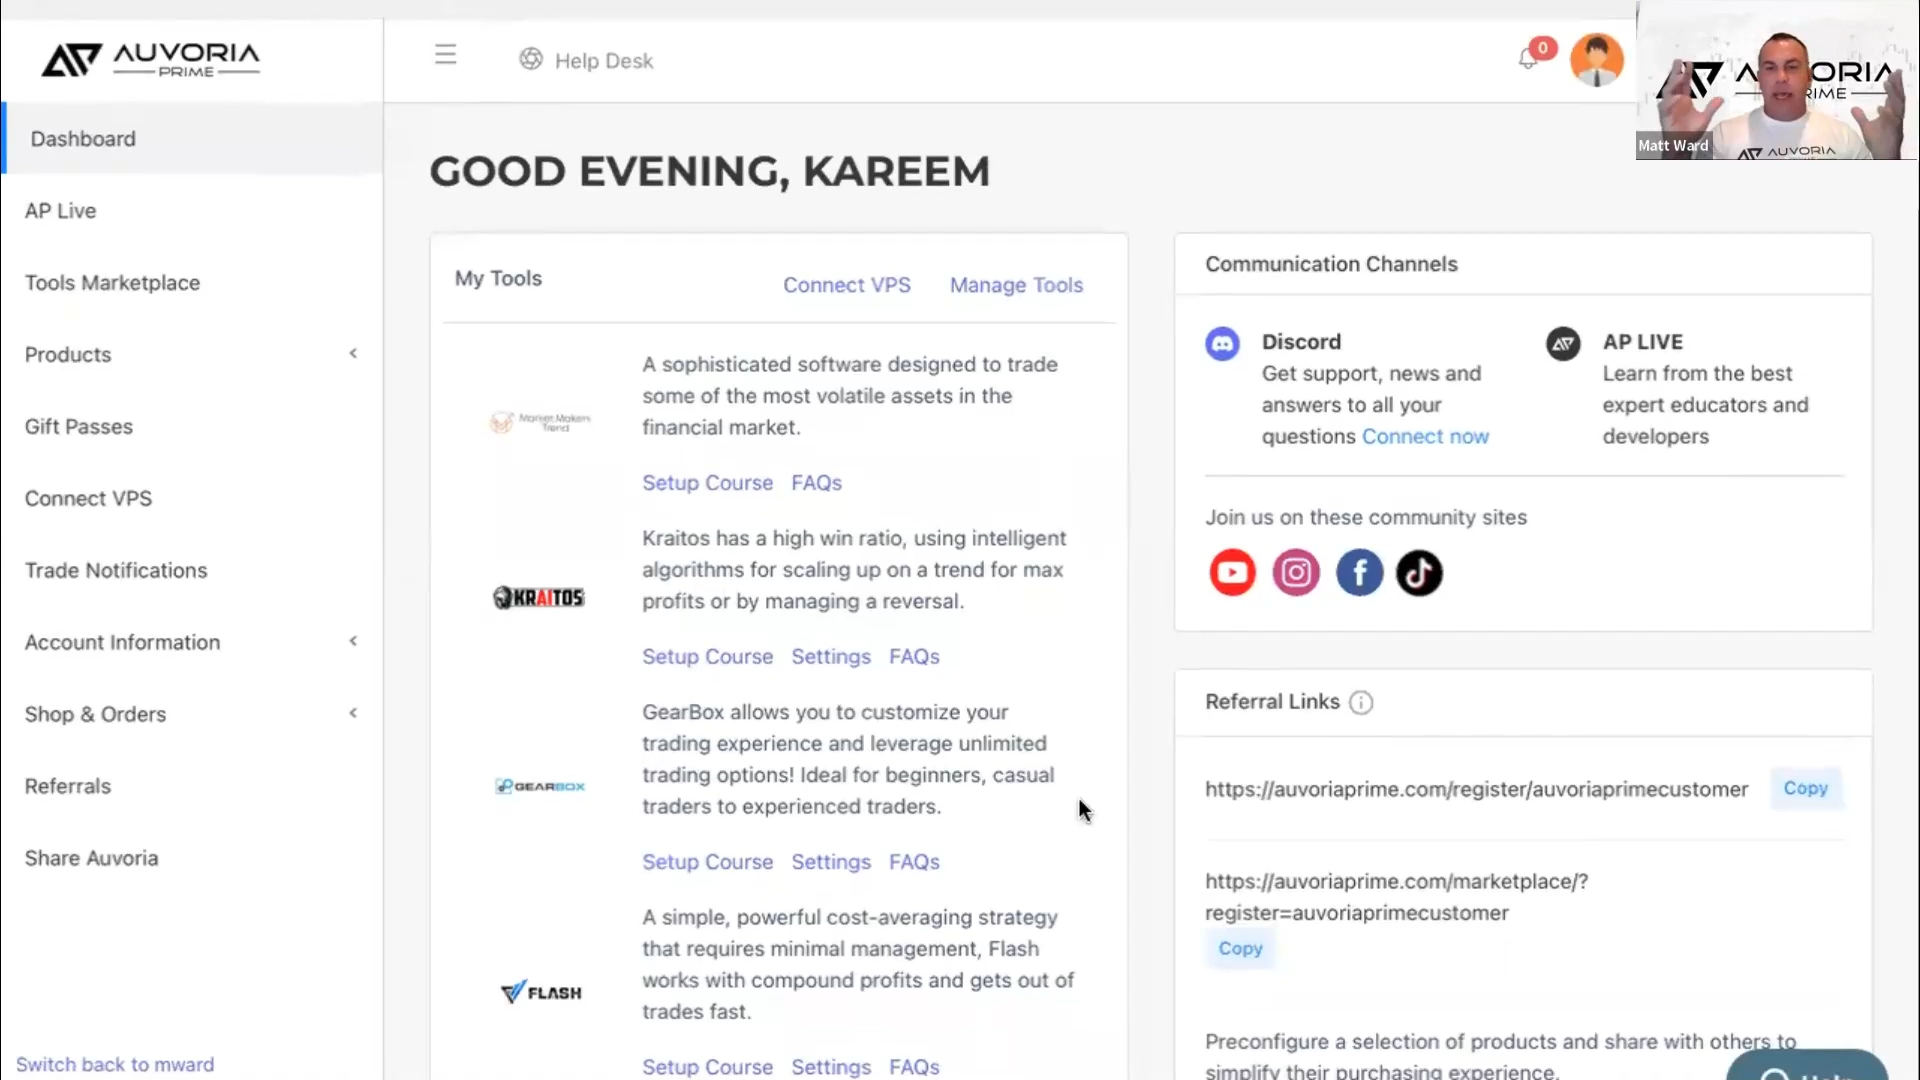 AUVORIA
PRIME
Help Desk
0
AUVORIA
PRIME
Matt Ward
Dashboard
AP Live
Tools Marketplace
Products
Gift Passes
Connect VPS
Trade Notifications
Account Information
Shop & Orders
Referrals
Share Auvoria
Switch back to mward
GOOD EVENING, KAREEM
My Tools
Connect VPS
Manage Tools
Market Makers
Trend
A sophisticated software designed to trade
some of the most volatile assets in the
financial market.
Setup Course FAQs
KRAITOS
Kraitos has a high win ratio, using intelligent
algorithms for scaling up on a trend for max
profits or by managing a reversal.
Setup Course Settings FAQs
GEARBOX
GearBox allows you to customize your
trading experience and leverage unlimited
trading options! Ideal for beginners, casual
traders to experienced traders.
Setup Course Settings FAQs
FLASH
A simple, powerful cost-averaging strategy
that requires minimal management, Flash
works with compound profits and gets out of
trades fast.
Setup Course Settings FAQs
Communication Channels
Discord
Get support, news and
answers to all your
questions Connect now
AP LIVE
Learn from the best
expert educators and
developers
Join us on these community sites
Referral Links
https://auvoriaprime.com/register/auvoriaprimecustomer
Copy
https://auvoriaprime.com/marketplace/?
register=auvoriaprimecustomer
Copy
Preconfigure a selection of products and share with others to
simplify their purchasing experience.
Help